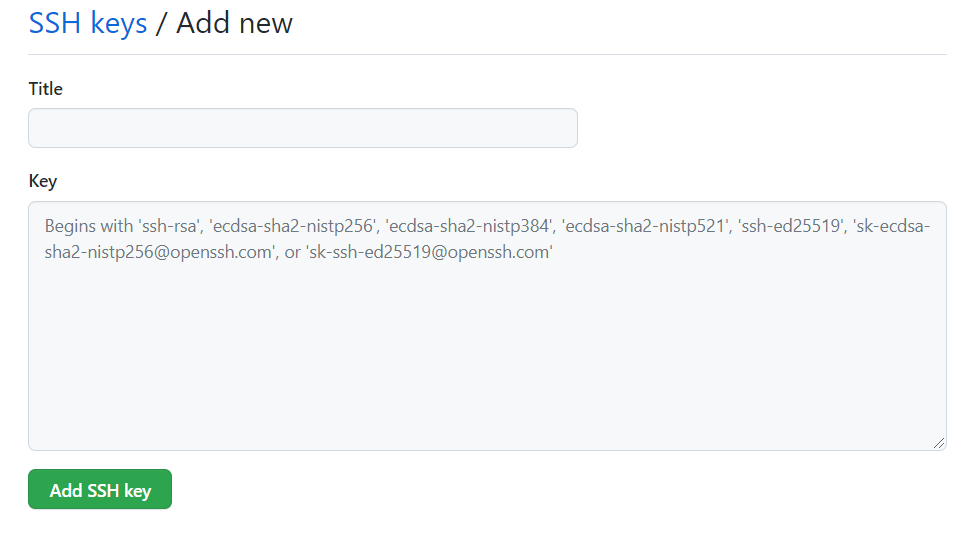 SSH keys / Add new
Title
Key
Begins with 'ssh-rsa', 'ecdsa-sha2-nistp256', 'ecdsa-sha2-nistp384', 'ecdsa-sha2-nistp521', 'ssh-ed25519', 'sk-ecdsa-
sha2-nistp256@openssh.com', or 'sk-ssh-ed25519@openssh.com'
Add SSH key